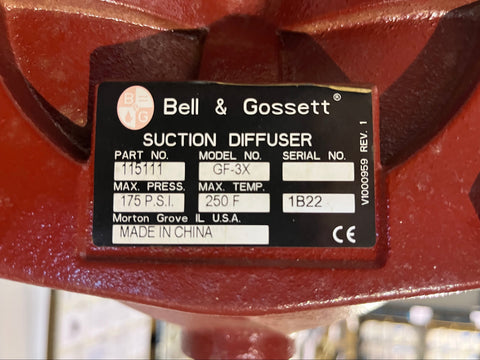 B&G Bell & Gossett®
SUCTION DIFFUSER
PART NO. MODEL NO. SERIAL NO.
115111 GF-3X
MAX. PRESS. MAX. TEMP.
175 P.S.I. 250 F 1B22
Morton Grove IL U.S.A.
MADE IN CHINA
CE
V1000959 REV. 1